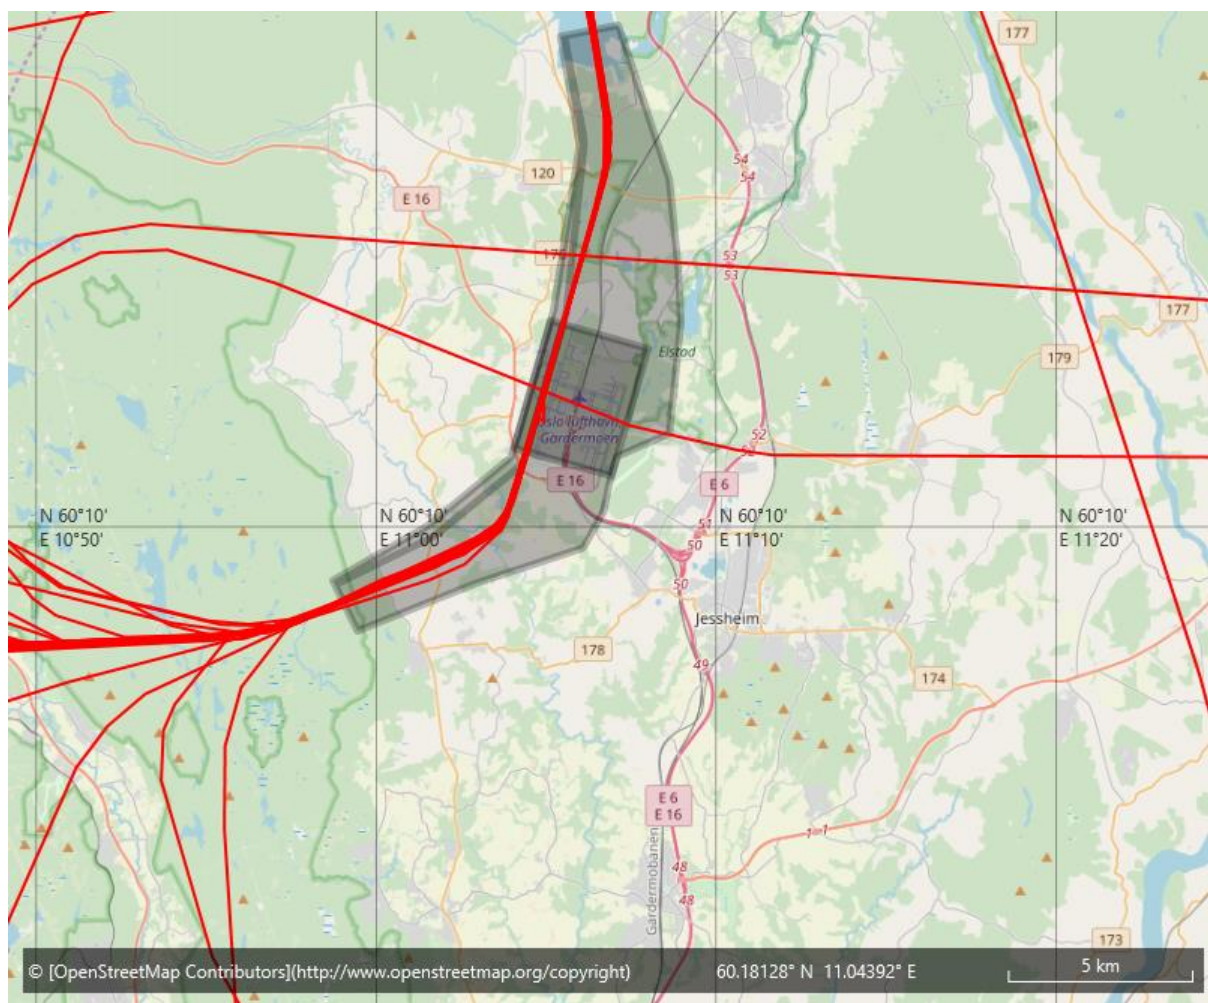 177
54
54
120
E 16
53
53
177
Elstad
179
Oslo lufthavn,
Gardermoen
52
E 16
E 6
N 60°10'
E 10°50'
N 60°10'
E 11°00'
51
N 60°10'
E 11°10'
N 60°10'
E 11°20'
50
50
Jessheim
178
49
174
E 6
E 16
1
1
48
48
Gardermobanen
173
© [OpenStreetMap Contributors](http://www.openstreetmap.org/copyright)
60.18128° N 11.04392° E
5 km